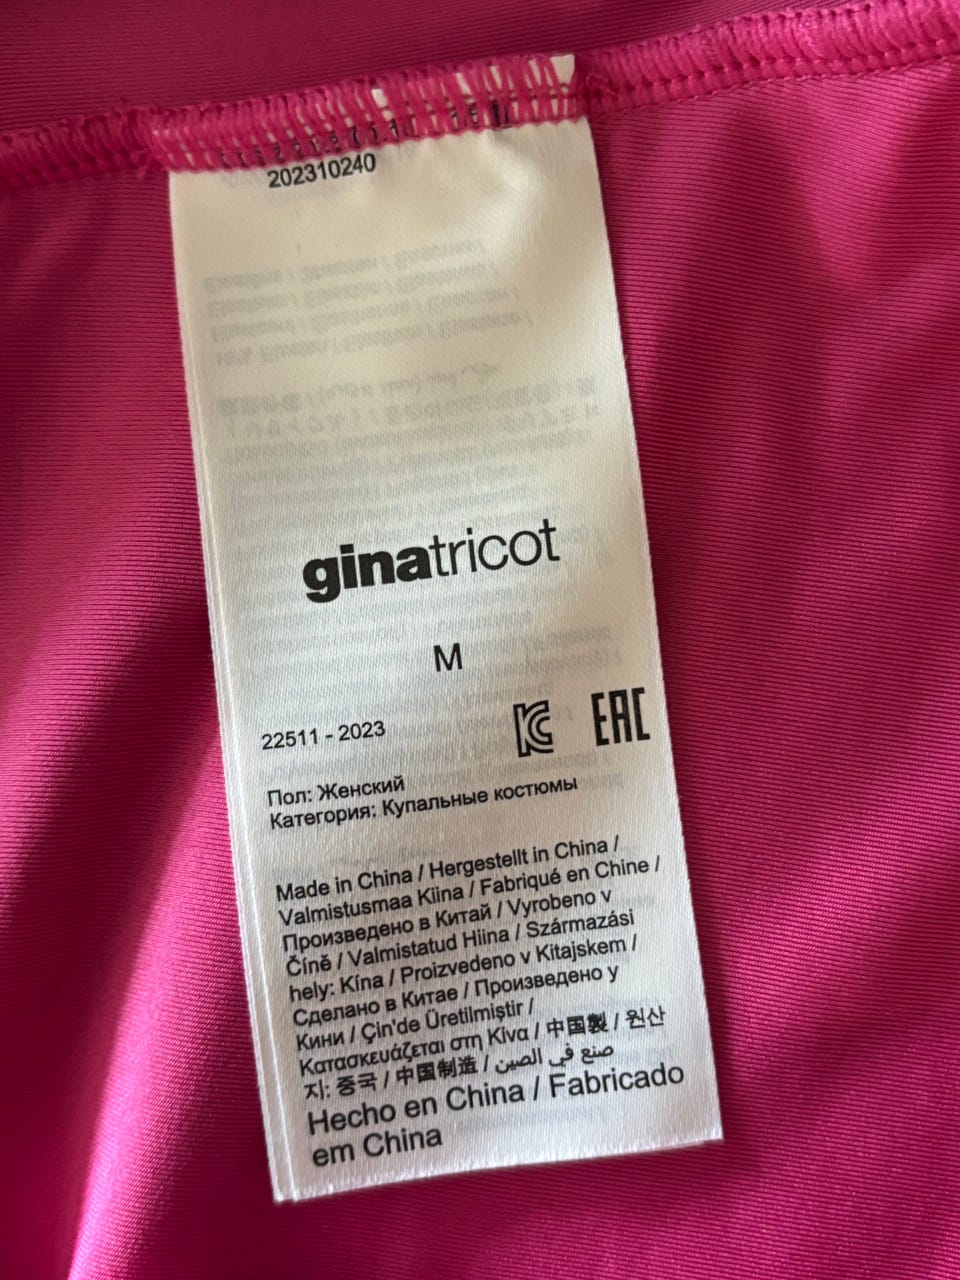 202310240
ginatricot
M
22511 - 2023
EAC
Пол: Женский
Категория: Купальные костюмы
Made in China / Hergestellt in China /
Valmistusmaa Kiina / Fabriqué en Chine /
Произведено в Китай / Vyrobeno v
Číně / Valmistatud Hiina / Származási
hely: Kína / Proizvedeno v Kitajskem /
Сделано в Китае / Произведено у
Кини / Çin'de Üretilmiştir /
Κατασκευάζεται στη Κίνα / 中国製 / 원산
지: 중국 / 中国制造 / صنع في الصين
Hecho en China / Fabricado
em China